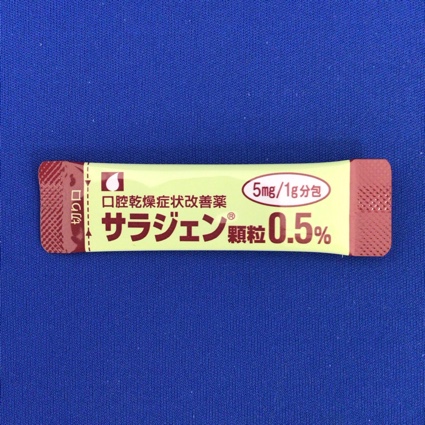 切り口
口腔乾燥症状改善薬
5mg/1g分包
サラジェン® 顆粒0.5%